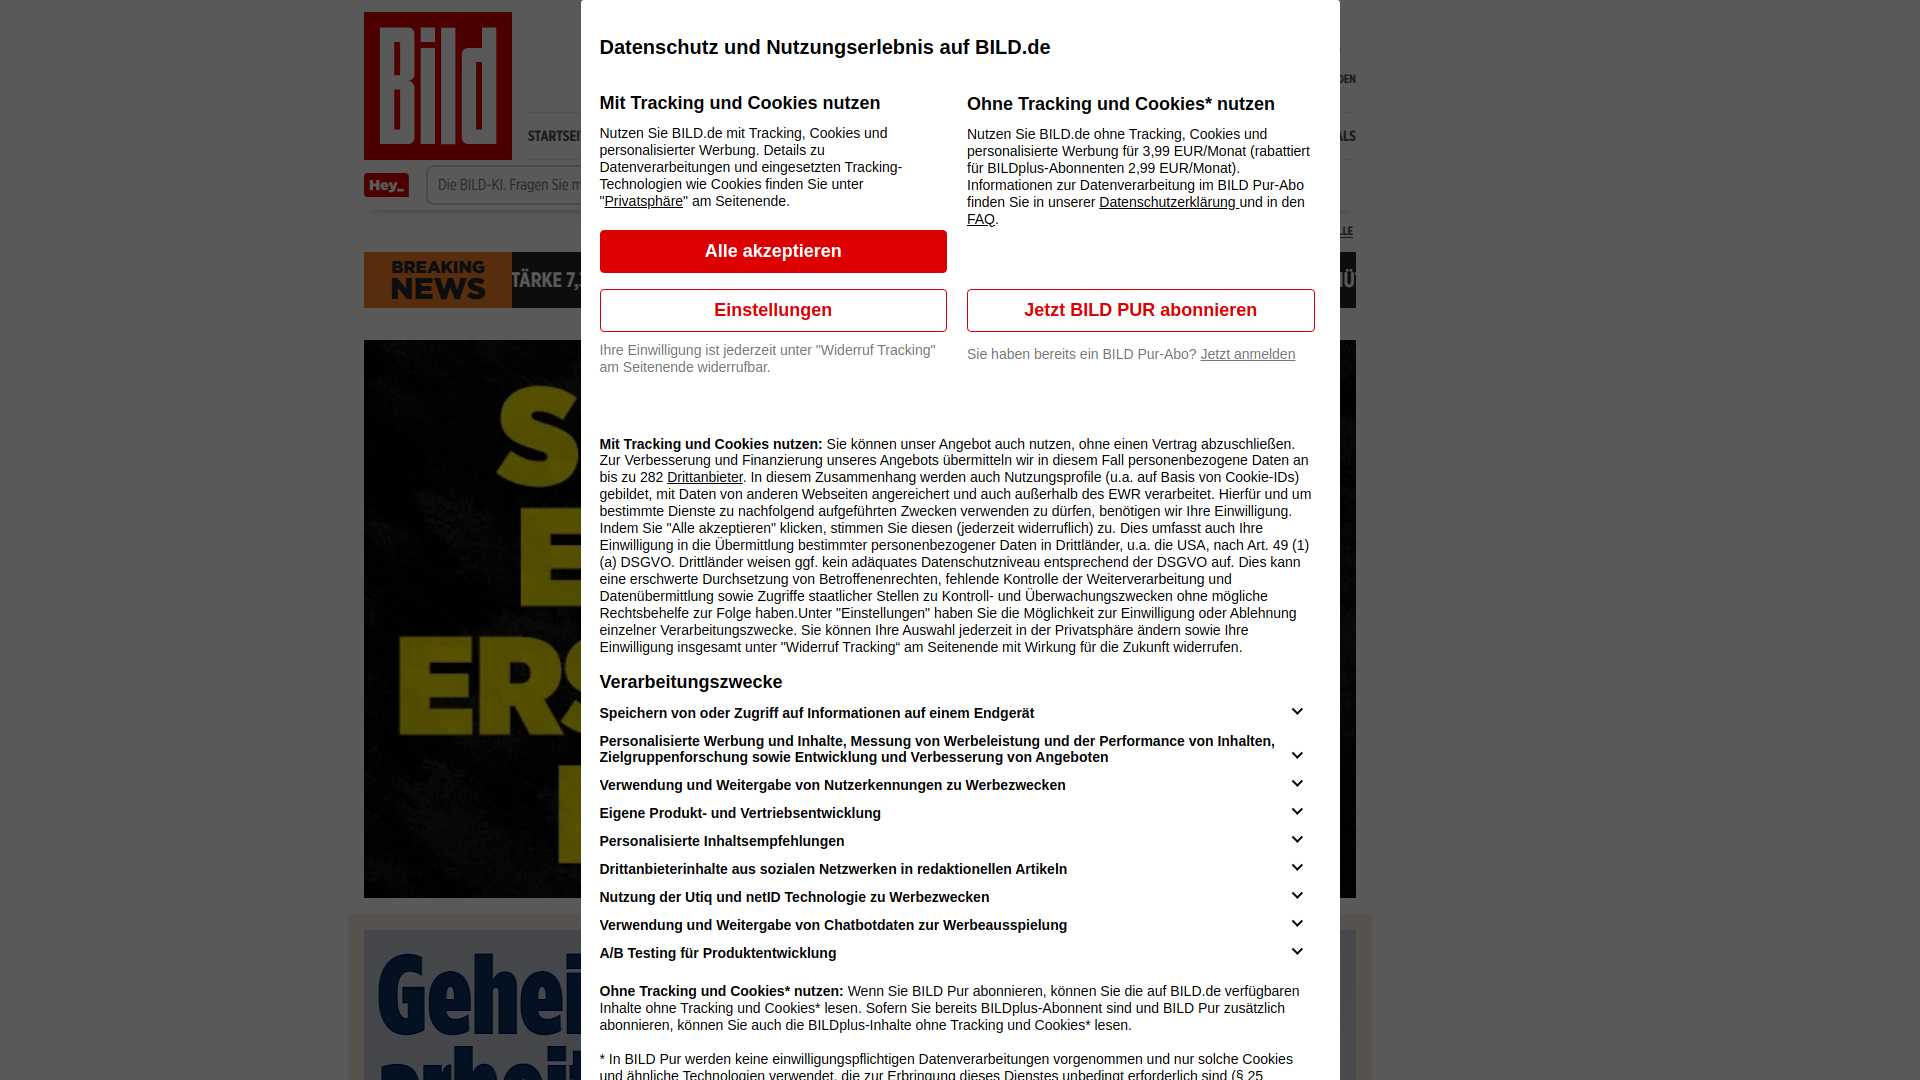 Bild
Datenschutz und Nutzungserlebnis auf BILD.de
Mit Tracking und Cookies nutzen
Nutzen Sie BILD.de mit Tracking, Cookies und
personalisierter Werbung. Details zu
Datenverarbeitungen und eingesetzten Tracking-
Technologien wie Cookies finden Sie unter
"Privatsphäre" am Seitenende.
Alle akzeptieren
Einstellungen
Ihre Einwilligung ist jederzeit unter "Widerruf Tracking"
am Seitenende widerrufbar.
Ohne Tracking und Cookies* nutzen
Nutzen Sie BILD.de ohne Tracking, Cookies und
personalisierte Werbung für 3,99 EUR/Monat (rabattiert
für BILDplus-Abonnenten 2,99 EUR/Monat).
Informationen zur Datenverarbeitung im BILD Pur-Abo
finden Sie in unserer Datenschutzerklärung und in den
FAQ.
Jetzt BILD PUR abonnieren
Sie haben bereits ein BILD Pur-Abo? Jetzt anmelden
Hey_
Die BILD-KI. Fragen Sie
BREAKING
NEWS
TÄRKE 7,
Mit Tracking und Cookies nutzen: Sie können unser Angebot auch nutzen, ohne einen Vertrag abzuschließen.
Zur Verbesserung und Finanzierung unseres Angebots übermitteln wir in diesem Fall personenbezogene Daten an
bis zu 282 Drittanbieter. In diesem Zusammenhang werden auch Nutzungsprofile (u.a. auf Basis von Cookie-IDs)
gebildet, mit Daten von anderen Webseiten angereichert und auch außerhalb des EWR verarbeitet. Hierfür und um
bestimmte Dienste zu nachfolgend aufgeführten Zwecken verwenden zu dürfen, benötigen wir Ihre Einwilligung.
Indem Sie "Alle akzeptieren" klicken, stimmen Sie diesen (jederzeit widerruflich) zu. Dies umfasst auch Ihre
Einwilligung in die Übermittlung bestimmter personenbezogener Daten in Drittländer, u.a. die USA, nach Art. 49 (1)
(a) DSGVO. Drittländer weisen ggf. kein adäquates Datenschutzniveau entsprechend der DSGVO auf. Dies kann
eine erschwerte Durchsetzung von Betroffenenrechten, fehlende Kontrolle der Weiterverarbeitung und
Datenübermittlung sowie Zugriffe staatlicher Stellen zu Kontroll- und Überwachungszwecken ohne mögliche
Rechtsbehelfe zur Folge haben.Unter "Einstellungen" haben Sie die Möglichkeit zur Einwilligung oder Ablehnung
einzelner Verarbeitungszwecke. Sie können Ihre Auswahl jederzeit in der Privatsphäre ändern sowie Ihre
Einwilligung insgesamt unter "Widerruf Tracking“ am Seitenende mit Wirkung für die Zukunft widerrufen.
Verarbeitungszwecke
Speichern von oder Zugriff auf Informationen auf einem Endgerät
Personalisierte Werbung und Inhalte, Messung von Werbeleistung und der Performance von Inhalten,
Zielgruppenforschung sowie Entwicklung und Verbesserung von Angeboten
Verwendung und Weitergabe von Nutzerkennungen zu Werbezwecken
Eigene Produkt- und Vertriebsentwicklung
Personalisierte Inhaltsempfehlungen
Drittanbieterinhalte aus sozialen Netzwerken in redaktionellen Artikeln
Nutzung der Utiq und netID Technologie zu Werbezwecken
Verwendung und Weitergabe von Chatbotdaten zur Werbeausspielung
A/B Testing für Produktentwicklung
Ohne Tracking und Cookies* nutzen: Wenn Sie BILD Pur abonnieren, können Sie die auf BILD.de verfügbaren
Inhalte ohne Tracking und Cookies* lesen. Sofern Sie bereits BILDplus-Abonnent sind und BILD Pur zusätzlich
abonnieren, können Sie auch die BILDplus-Inhalte ohne Tracking und Cookies* lesen.
* In BILD Pur werden keine einwilligungspflichtigen Datenverarbeitungen vorgenommen und nur solche Cookies
und ähnliche Technologien verwendet, die zur Erbringung dieses Dienstes unbedingt erforderlich sind (§ 25